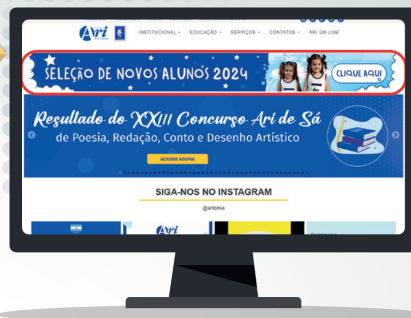 Ari
INSTITUCIONAL EDUCAÇÃO SERVIÇOS CONTATOS ARI ON LINE
SELEÇÃO DE NOVOS ALUNOS 2024
CLIQUE AQUI
Resultado do XXIII Concurso Ari de Sá
de Poesia, Redação, Conto e Desenho Artístico
ACESSE AGORA
SIGA-NOS NO INSTAGRAM
Ari